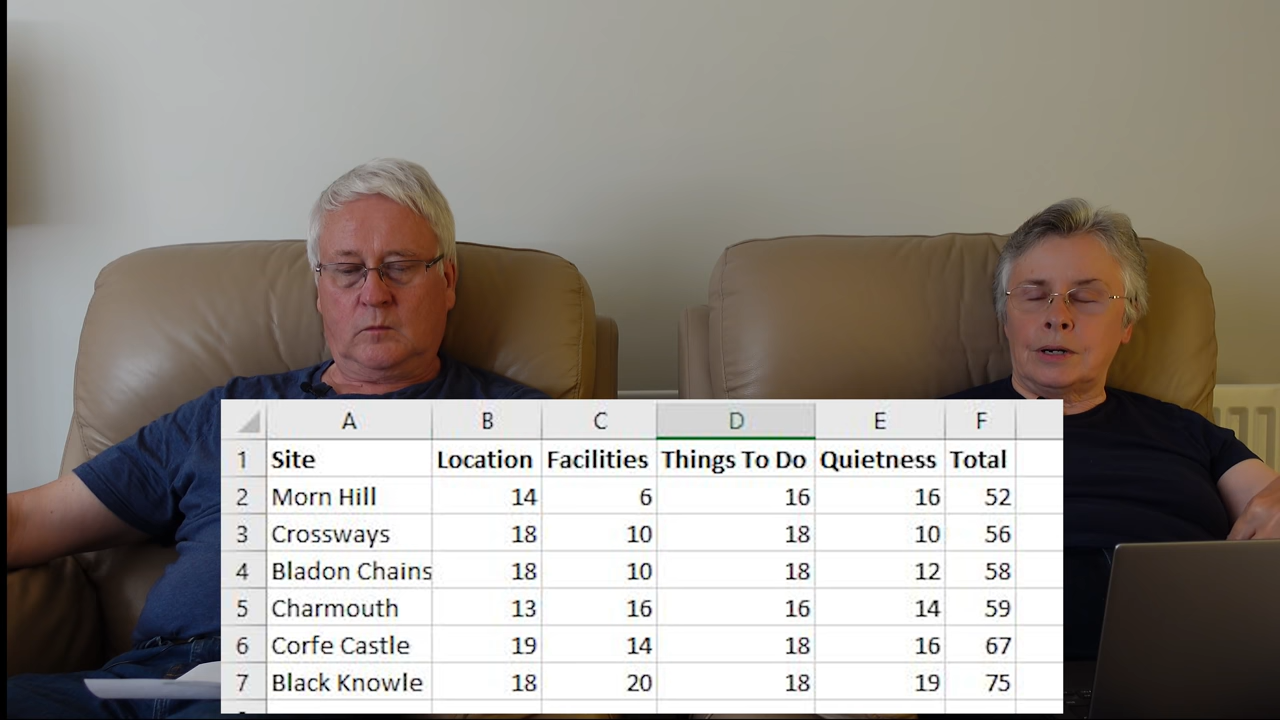 A B C D E F
1 Site Location Facilities Things To Do Quietness Total
2 Morn Hill 14 6 16 16 52
3 Crossways 18 10 18 10 56
4 Bladon Chains 18 10 18 12 58
5 Charmouth 13 16 16 14 59
6 Corfe Castle 19 14 18 16 67
7 Black Knowle 18 20 18 19 75